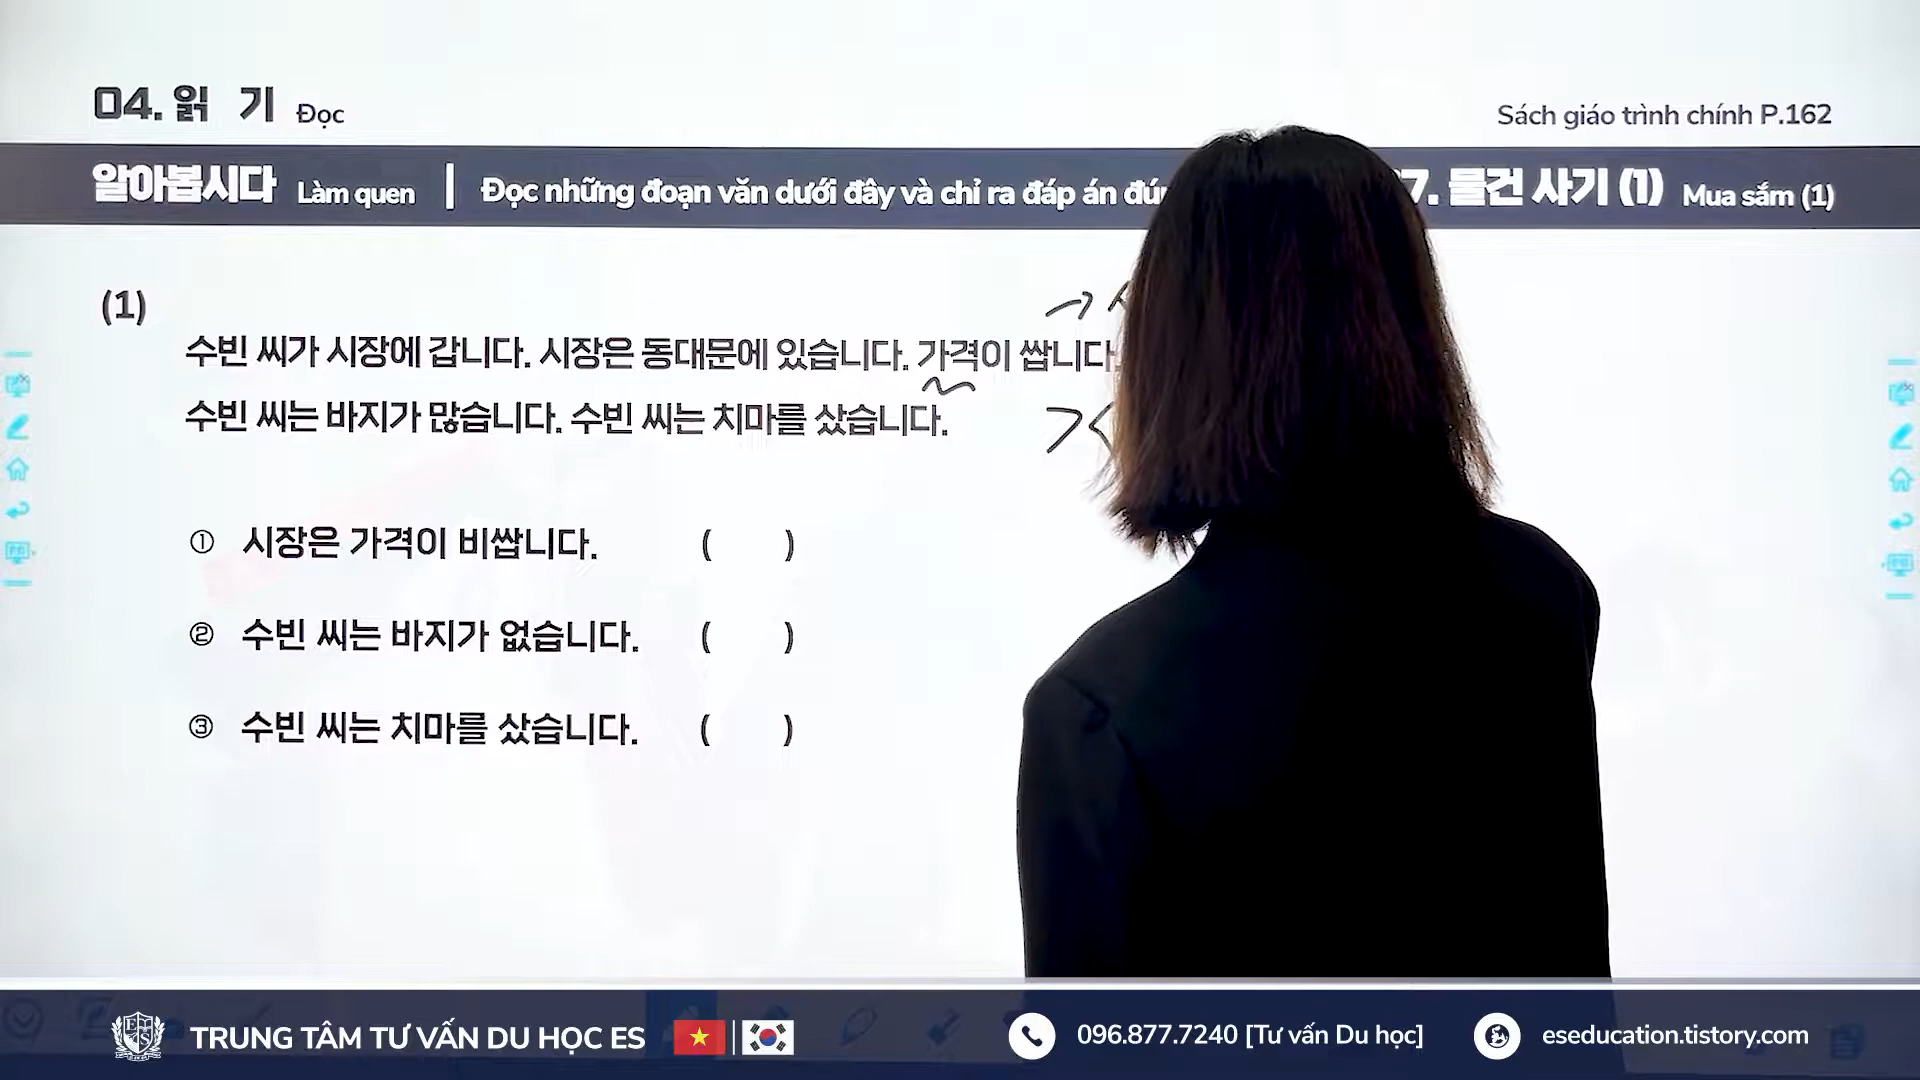 04. 읽 기 Đọc
Sách giáo trình chính P.162
알아봅시다 Làm quen | Đọc những đoạn văn dưới đây và chỉ ra đáp án
7. 물건 사기 (1) Mua sắm (1)
(1)
수빈 씨가 시장에 갑니다. 시장은 동대문에 있습니다. 가격이 쌉니다.
수빈 씨는 바지가 많습니다. 수빈 씨는 치마를 샀습니다.
① 시장은 가격이 비쌉니다. ( )
② 수빈 씨는 바지가 없습니다. ( )
③ 수빈 씨는 치마를 샀습니다. ( )
TRUNG TÂM TƯ VẤN DU HỌC ES
096.877.7240 [Tư vấn Du học]
eseducation.tistory.com